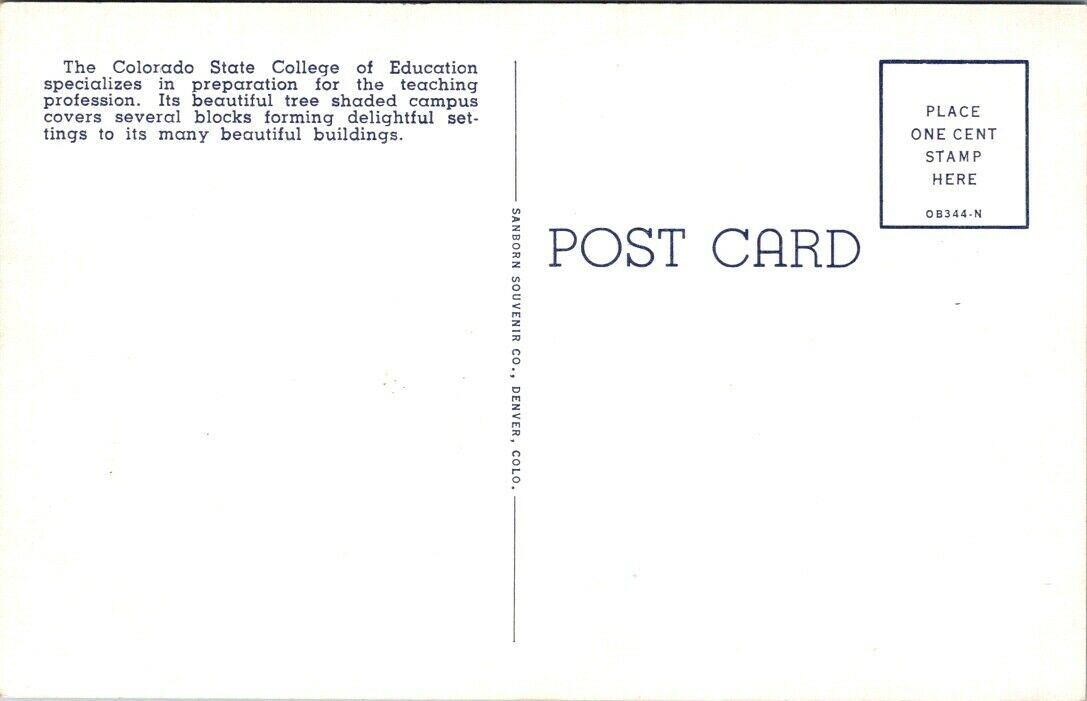 The Colorado State College of Education
specializes in preparation for the teaching
profession. Its beautiful tree shaded campus
covers several blocks forming delightful set-
tings to its many beautiful buildings.
SANBORN SOUVENIR CO., DENVER, COLO.
POST CARD
PLACE
ONE CENT
STAMP
HERE
OB344-N